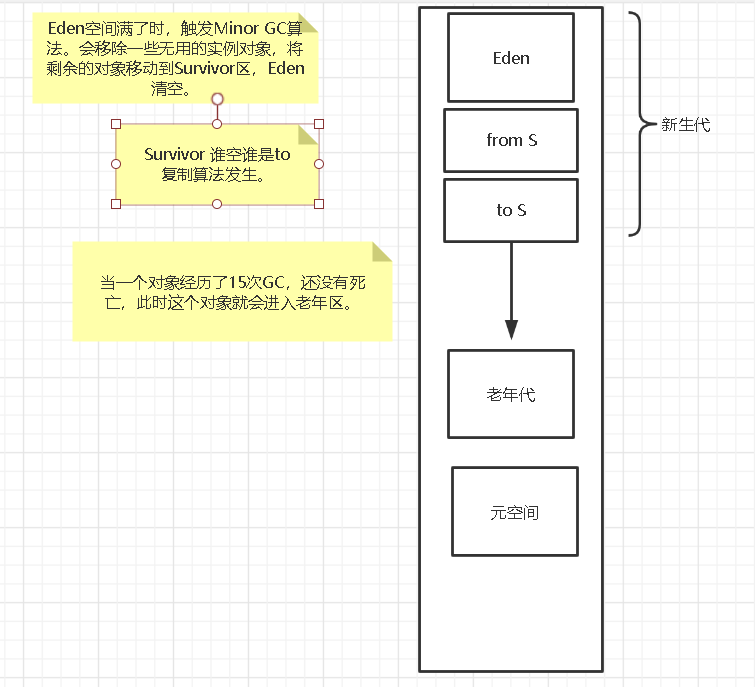 Eden空间满了时，触发Minor GC算
法。会移除一些无用的实例对象，将
剩余的对象移动到Survivor区，Eden
清空。
Survivor 谁空谁是to
复制算法发生。
当一个对象经历了15次GC，还没有死
亡，此时这个对象就会进入老年区。
Eden
from S
to S
新生代
老年代
元空间